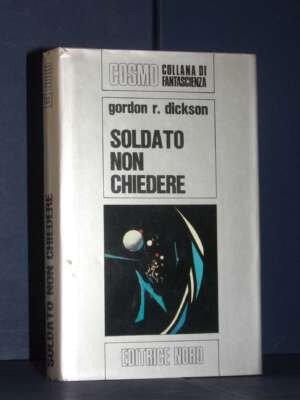 COSMO
COLLANA DI
FANTASCIENZA
gordon r. dickson
SOLDATO
NON
CHIEDERE
EDITRICE NORD
SOLDATO NON CHIEDERE